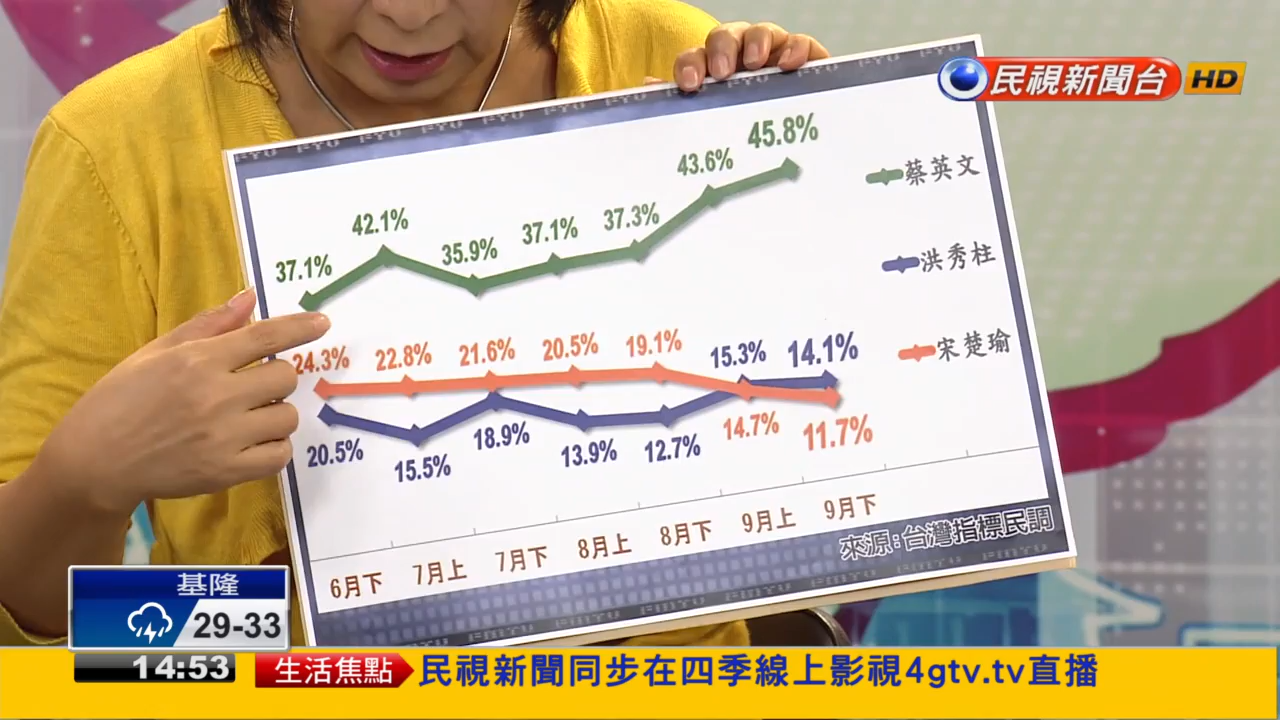 民視新聞台 HD
45.8%
43.6%
42.1%
37.3%
37.1%
35.9%
37.1%
蔡英文
洪秀柱
宋楚瑜
24.3% 22.8% 21.6% 20.5% 19.1% 15.3% 14.1%
20.5% 15.5% 18.9% 13.9% 12.7% 14.7% 11.7%
6月下 7月上 7月下 8月上 8月下 9月上 9月下
來源:台灣指標民調
基隆
29-33
14:53
生活焦點 民視新聞同步在四季線上影視4gtv.tv直播